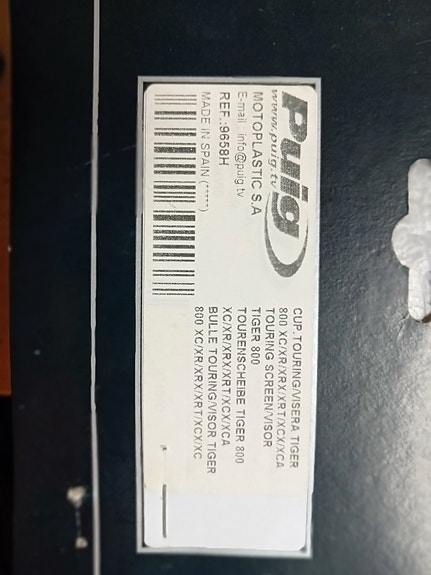 Puig
www.puig.tv
MOTOPLASTIC S.A
E-mail info@puig.tv
REF.:9658H
MADE IN SPAIN (*****)
CUP.TOURING/VISERA TIGER
800 XC/XR/XRX/XRT/XCX/XCA
TOURING SCREEN/VISOR
TIGER 800
TOURENSCHEIBE TIGER 800
XC/XR/XRX/XRT/XCX/XCA
BULLE TOURING/VISOR TIGER
800 XC/XR/XRX/XRT/XCX/XC